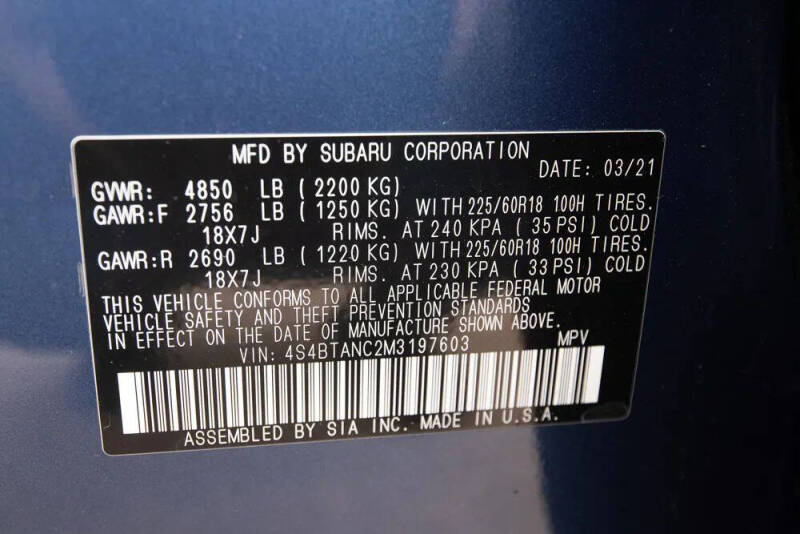 MFD BY SUBARU CORPORATION
DATE: 03/21
GVWR: 4850 LB ( 2200 KG)
GAWR:F 2756 LB ( 1250 KG) WITH 225/60R18 100H TIRES.
18X7J RIMS. AT 240 KPA ( 35 PSI) COLD
GAWR:R 2690 LB ( 1220 KG) WITH 225/60R18 100H TIRES.
18X7J RIMS. AT 230 KPA ( 33 PSI) COLD
THIS VEHICLE CONFORMS TO ALL APPLICABLE FEDERAL MOTOR
VEHICLE SAFETY AND THEFT PREVENTION STANDARDS
IN EFFECT ON THE DATE OF MANUFACTURE SHOWN ABOVE.
VIN: 4S4BTANC2M3197603 MPV
ASSEMBLED BY SIA INC. MADE IN U.S.A.